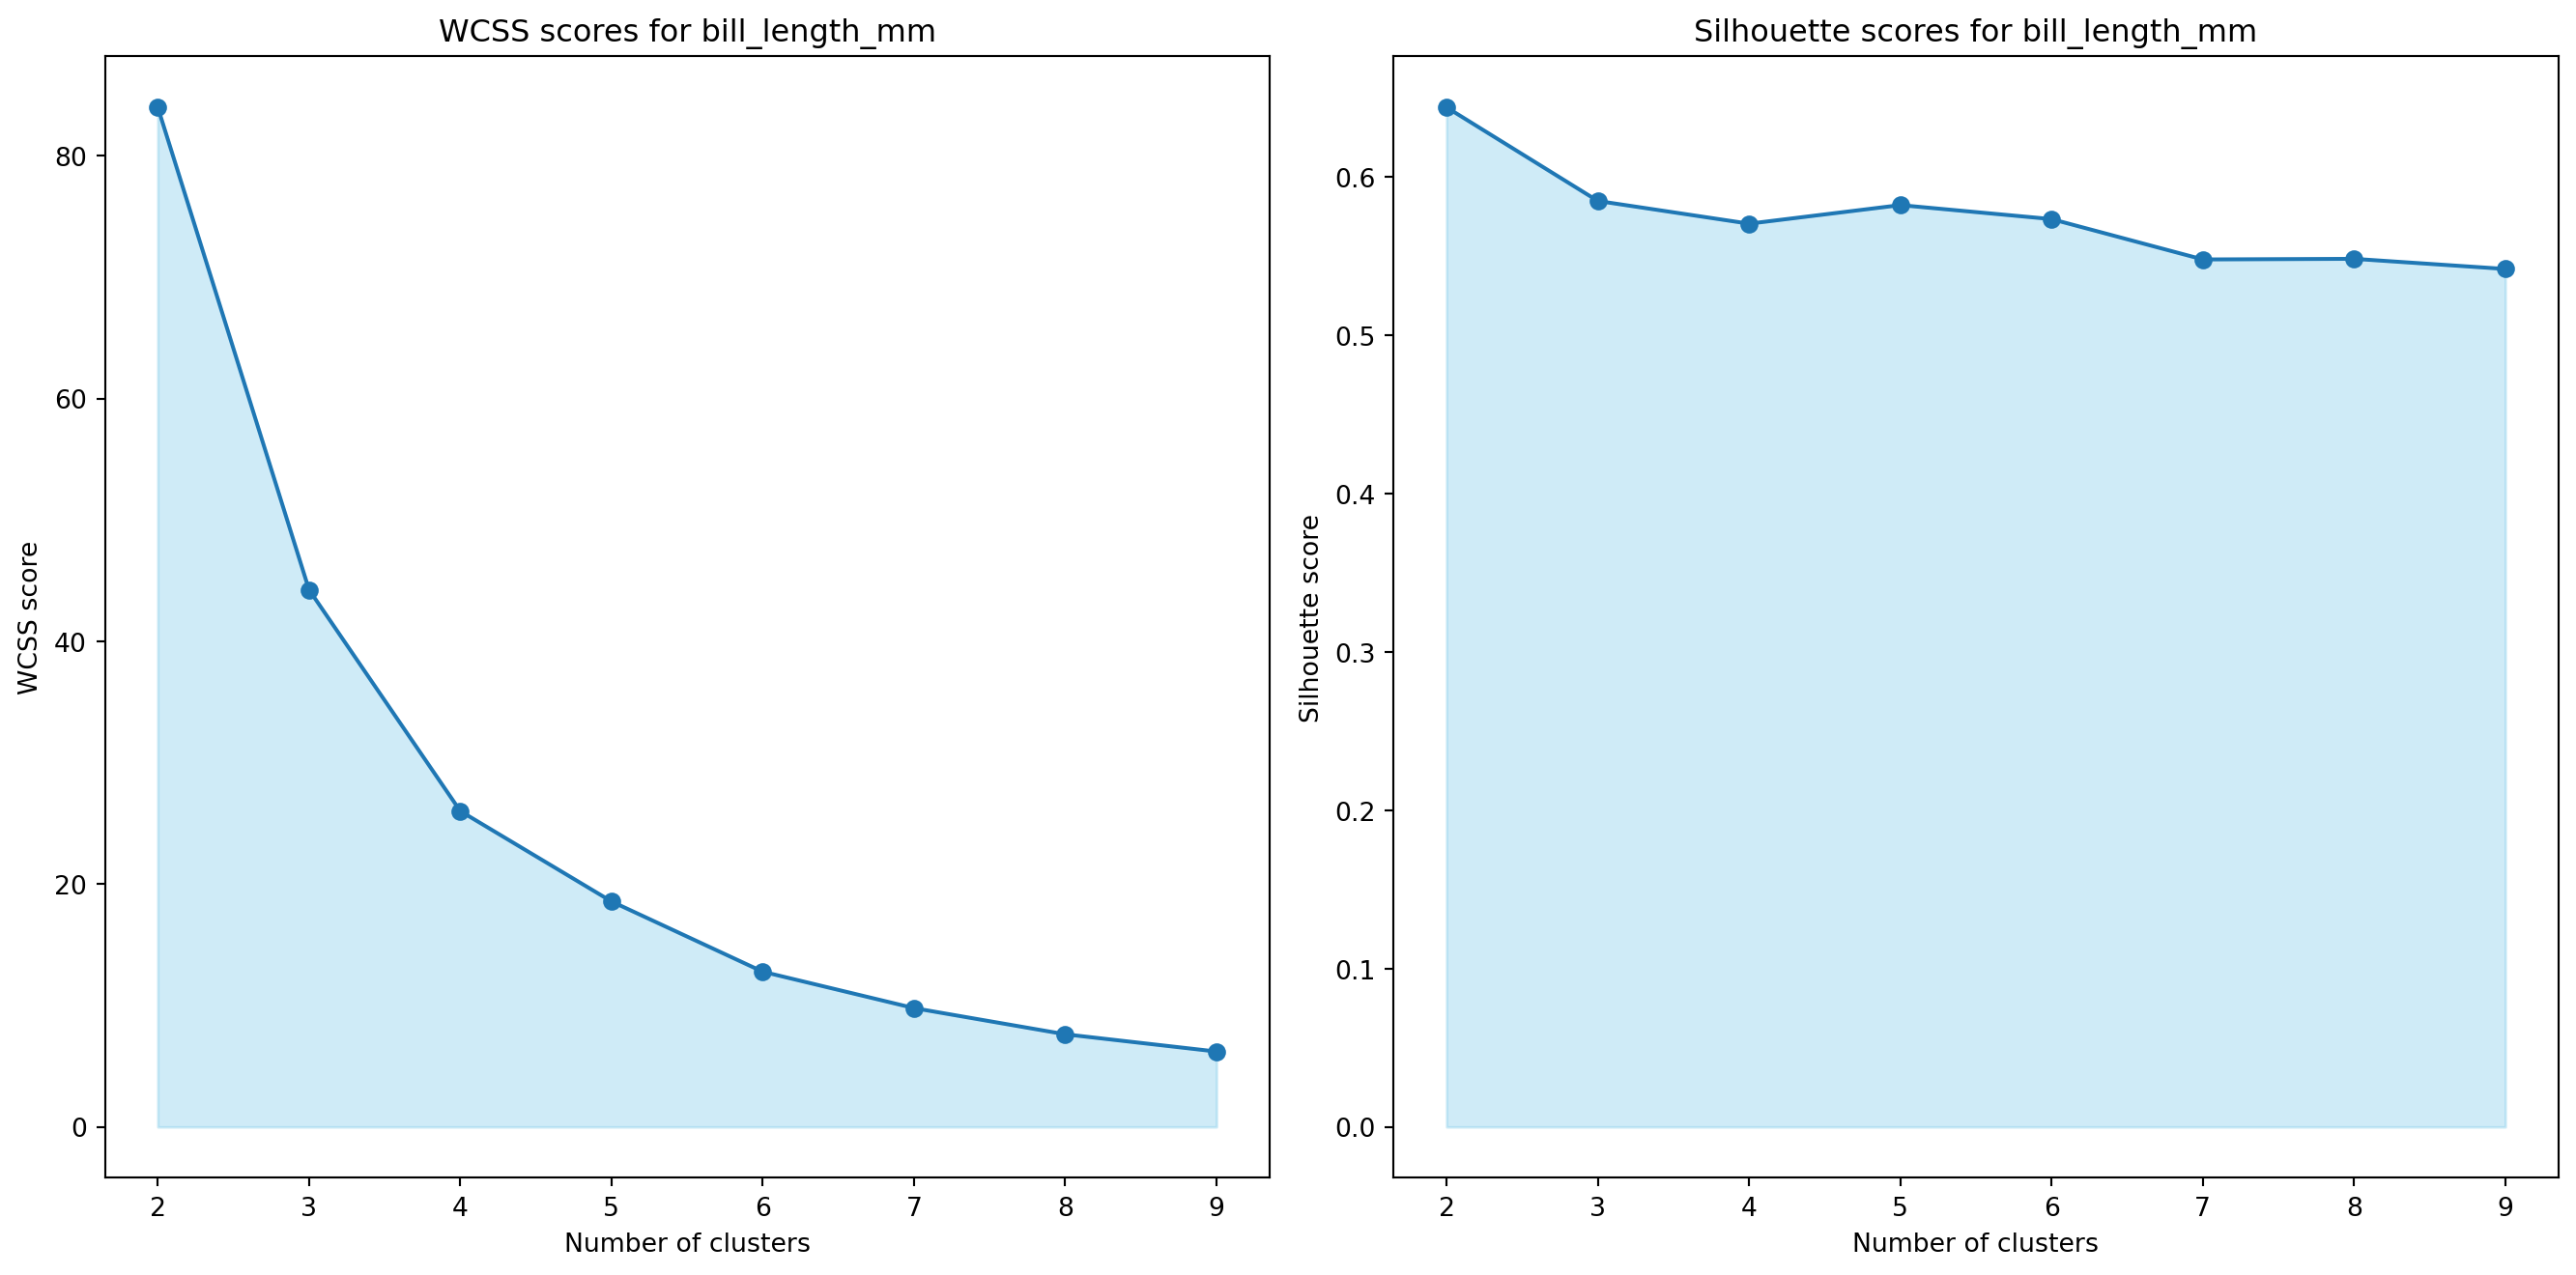 WCSS scores for bill_length_mm
WCSS score
80
60
40
20
0
2 3 4 5 6 7 8 9
Number of clusters
Silhouette scores for bill_length_mm
Silhouette score
0.6
0.5
0.4
0.3
0.2
0.1
0.0
2 3 4 5 6 7 8 9
Number of clusters